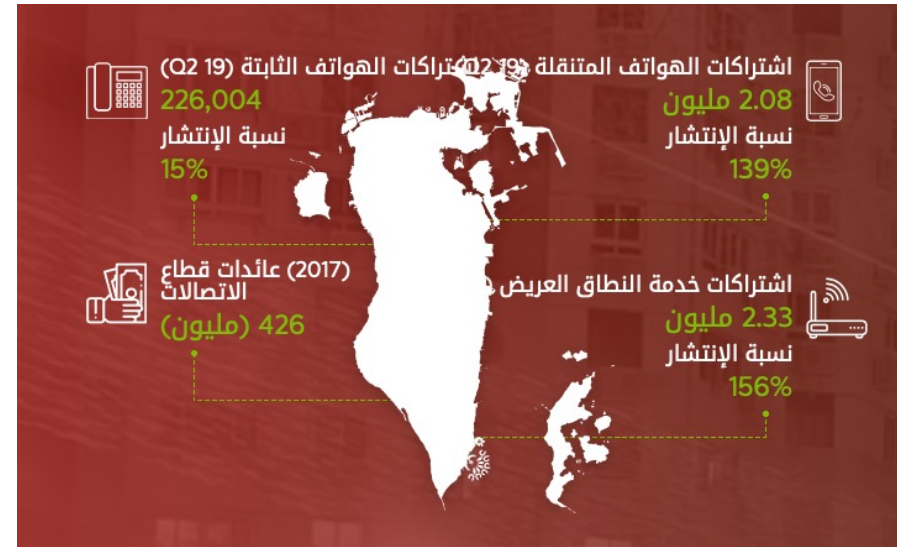 اشتراكات الهواتف المتنقلة (Q2 19)
2.08 مليون
نسبة الإنتشار
139%
اشتراكات الهواتف الثابتة (Q2 19)
226,004
نسبة الإنتشار
15%
اشتراكات خدمة النطاق العريض
2.33 مليون
نسبة الإنتشار
156%
(2017) عائدات قطاع
الاتصالات
426 (مليون)